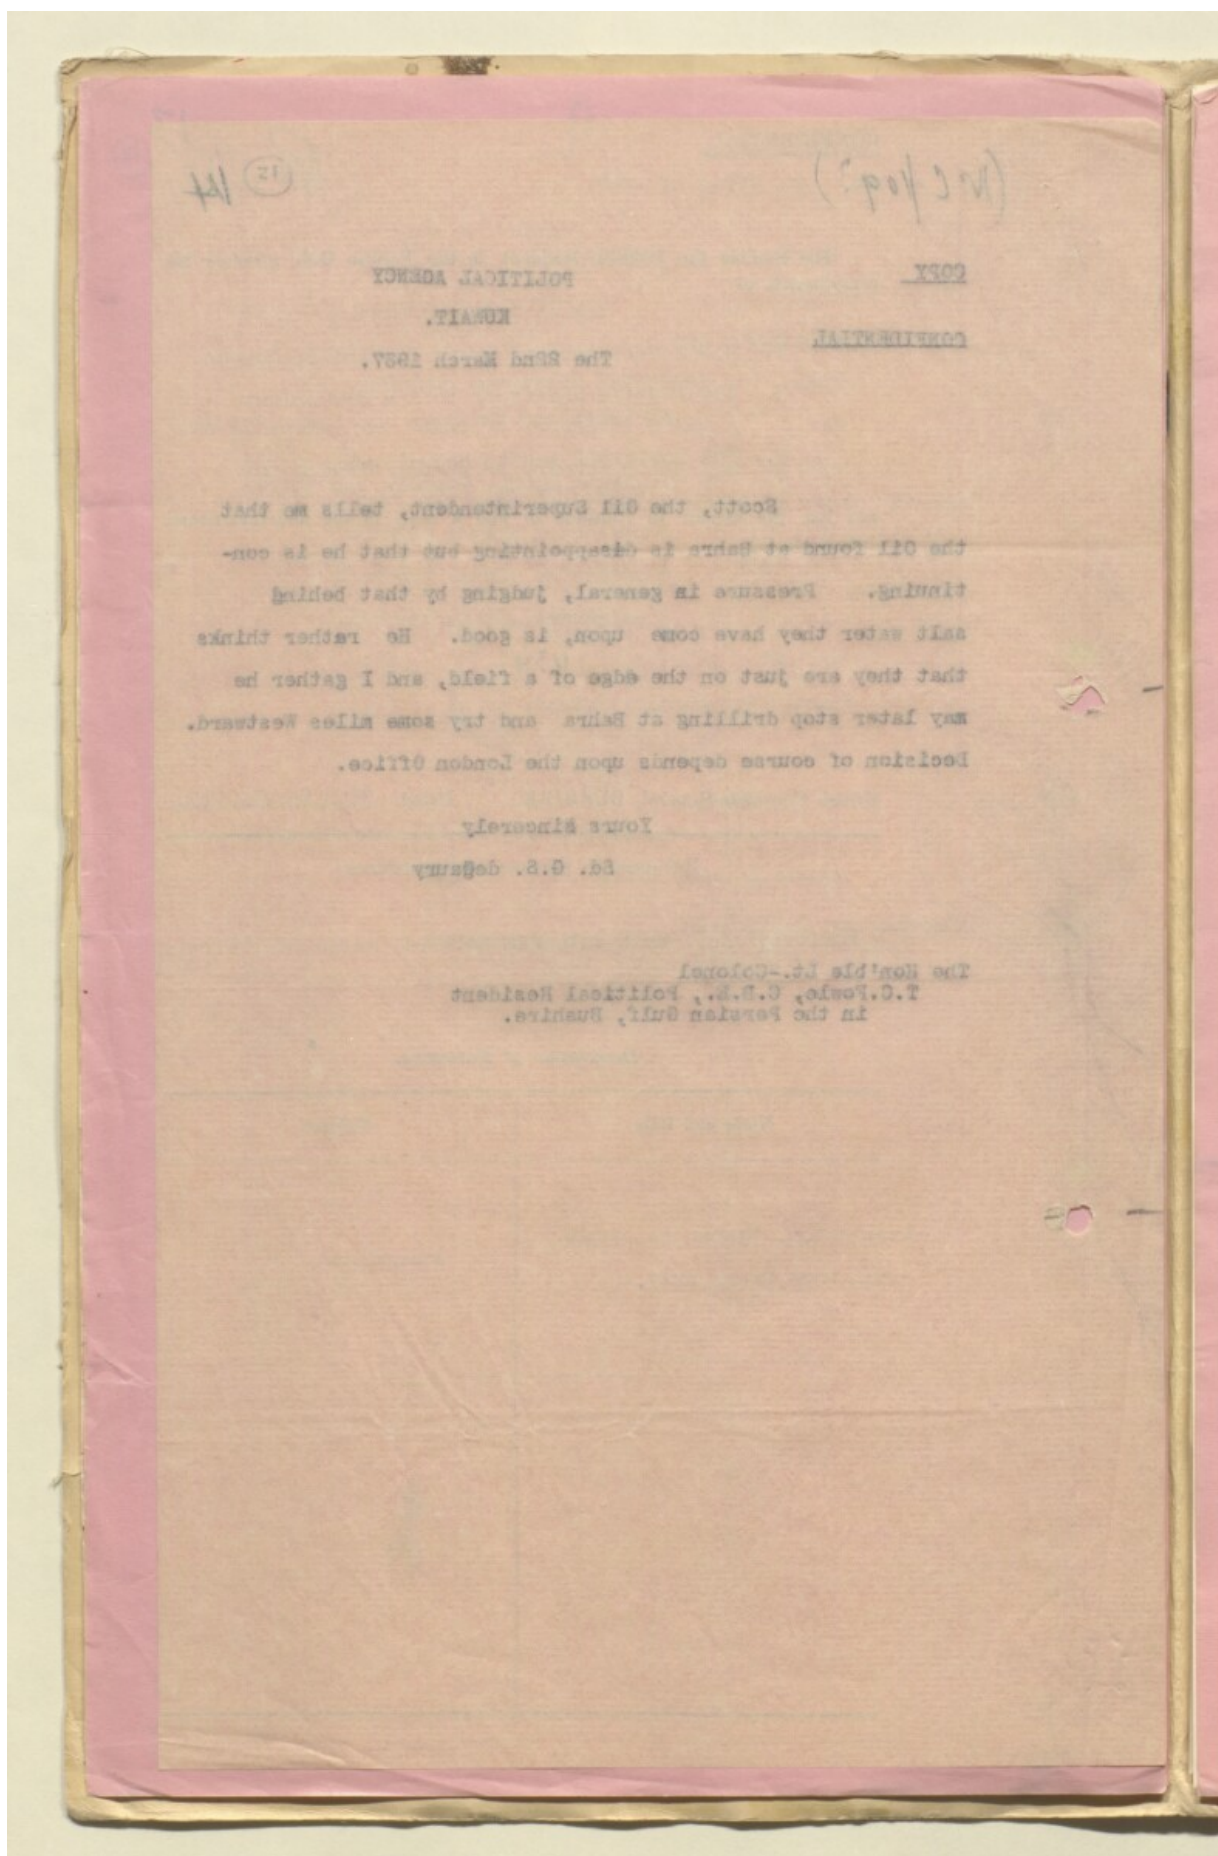 COPY
POLITICAL AGENCY
KUWAIT.
CONFIDENTIAL
The 22nd March 1937.
Scott, the Oil Superintendent, tells me that
the Oil found at Bahra is disappointing but that he is con-
tinuing. Pressure in general, judging by that behind
salt water they have come upon, is good. He rather thinks
that they are just on the edge of a field, and I gather he
may later stop drilling at Bahra and try some miles Westward.
Decision of course depends upon the London Office.
Yours sincerely
Sd. G.S. deGaury
The Hon'ble Lt.-Colonel
T.C.Fowle, C.B.E., Political Resident
in the Persian Gulf, Bushire.